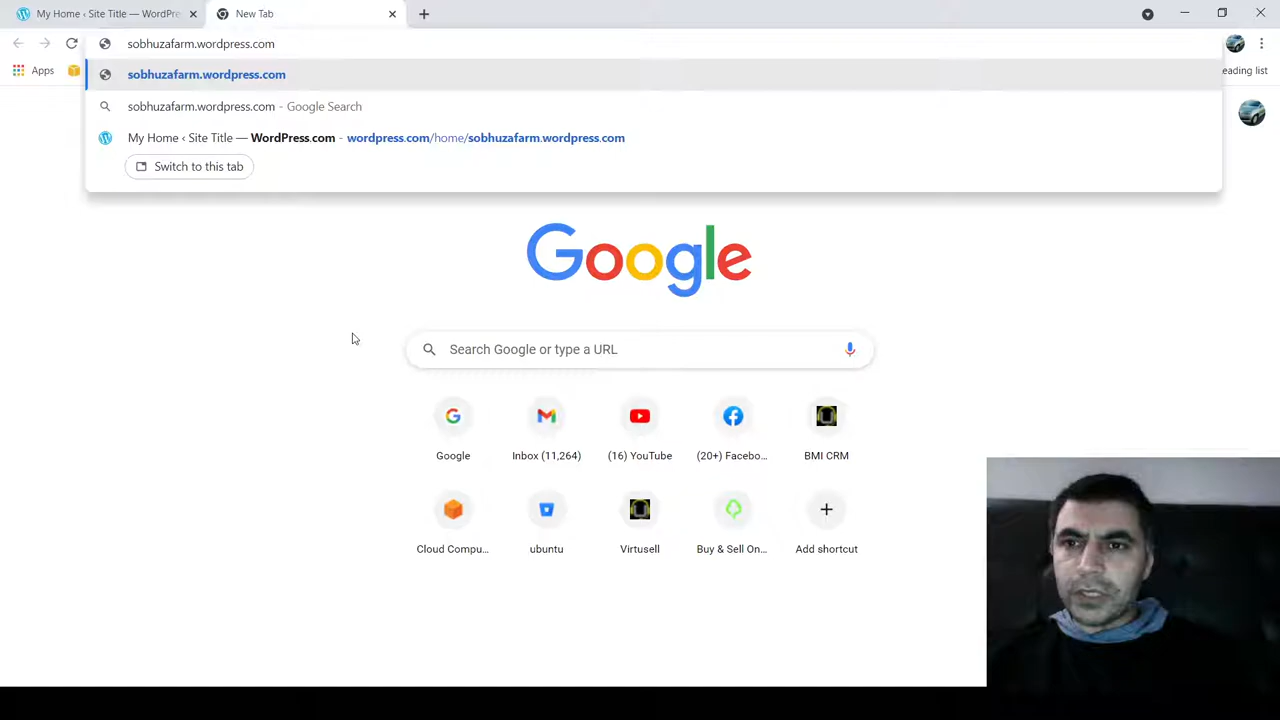 My Home ‹ Site Title — WordPre
New Tab
sobhuzafarm.wordpress.com
Apps
eading list
sobhuzafarm.wordpress.com
sobhuzafarm.wordpress.com - Google Search
My Home ‹ Site Title — WordPress.com - wordpress.com/home/sobhuzafarm.wordpress.com
Switch to this tab
Google
Search Google or type a URL
Google
Inbox (11,264)
(16) YouTube
(20+) Facebo...
BMI CRM
Cloud Compu...
ubuntu
Virtusell
Buy & Sell On...
Add shortcut